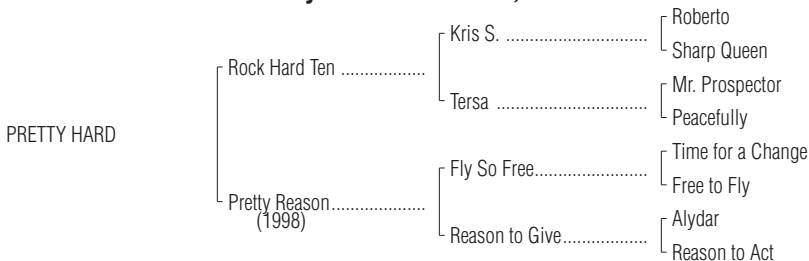 Roberto
Kris S. ..............................
Sharp Queen
Rock Hard Ten ..................
Mr. Prospector
Tersa ................................
Peacefully
PRETTY HARD
Time for a Change
Fly So Free........................
Free to Fly
Pretty Reason....................
(1998)
Alydar
Reason to Give..................
Reason to Act